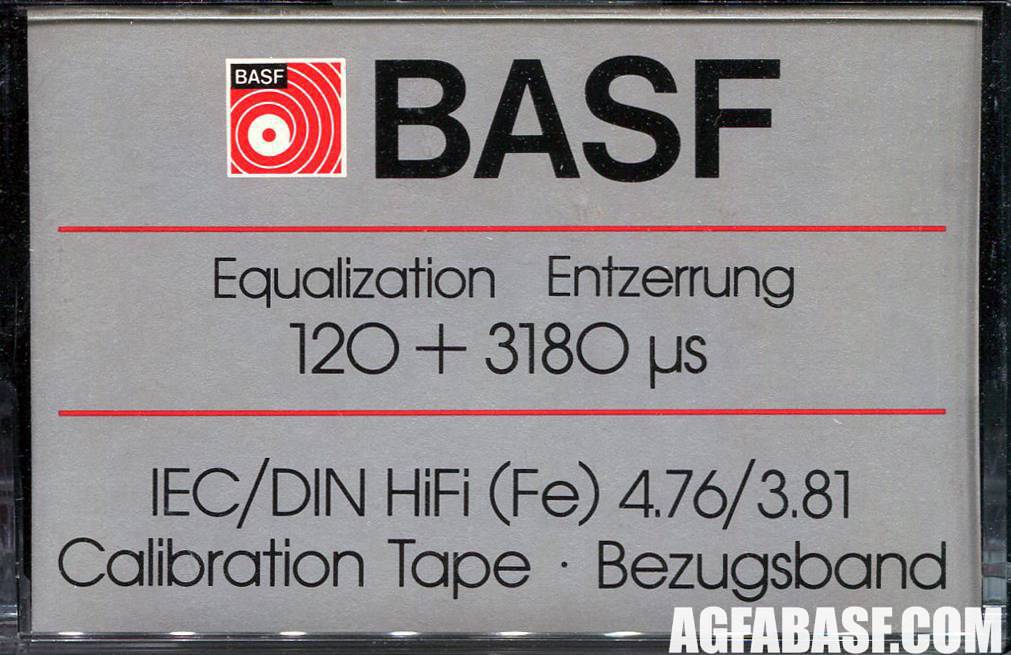 BASF
BASF
Equalization Entzerrung
120 + 3180 µs
IEC/DIN HiFi (Fe) 4.76/3.81
Calibration Tape · Bezugsband
AGFABASF.COM